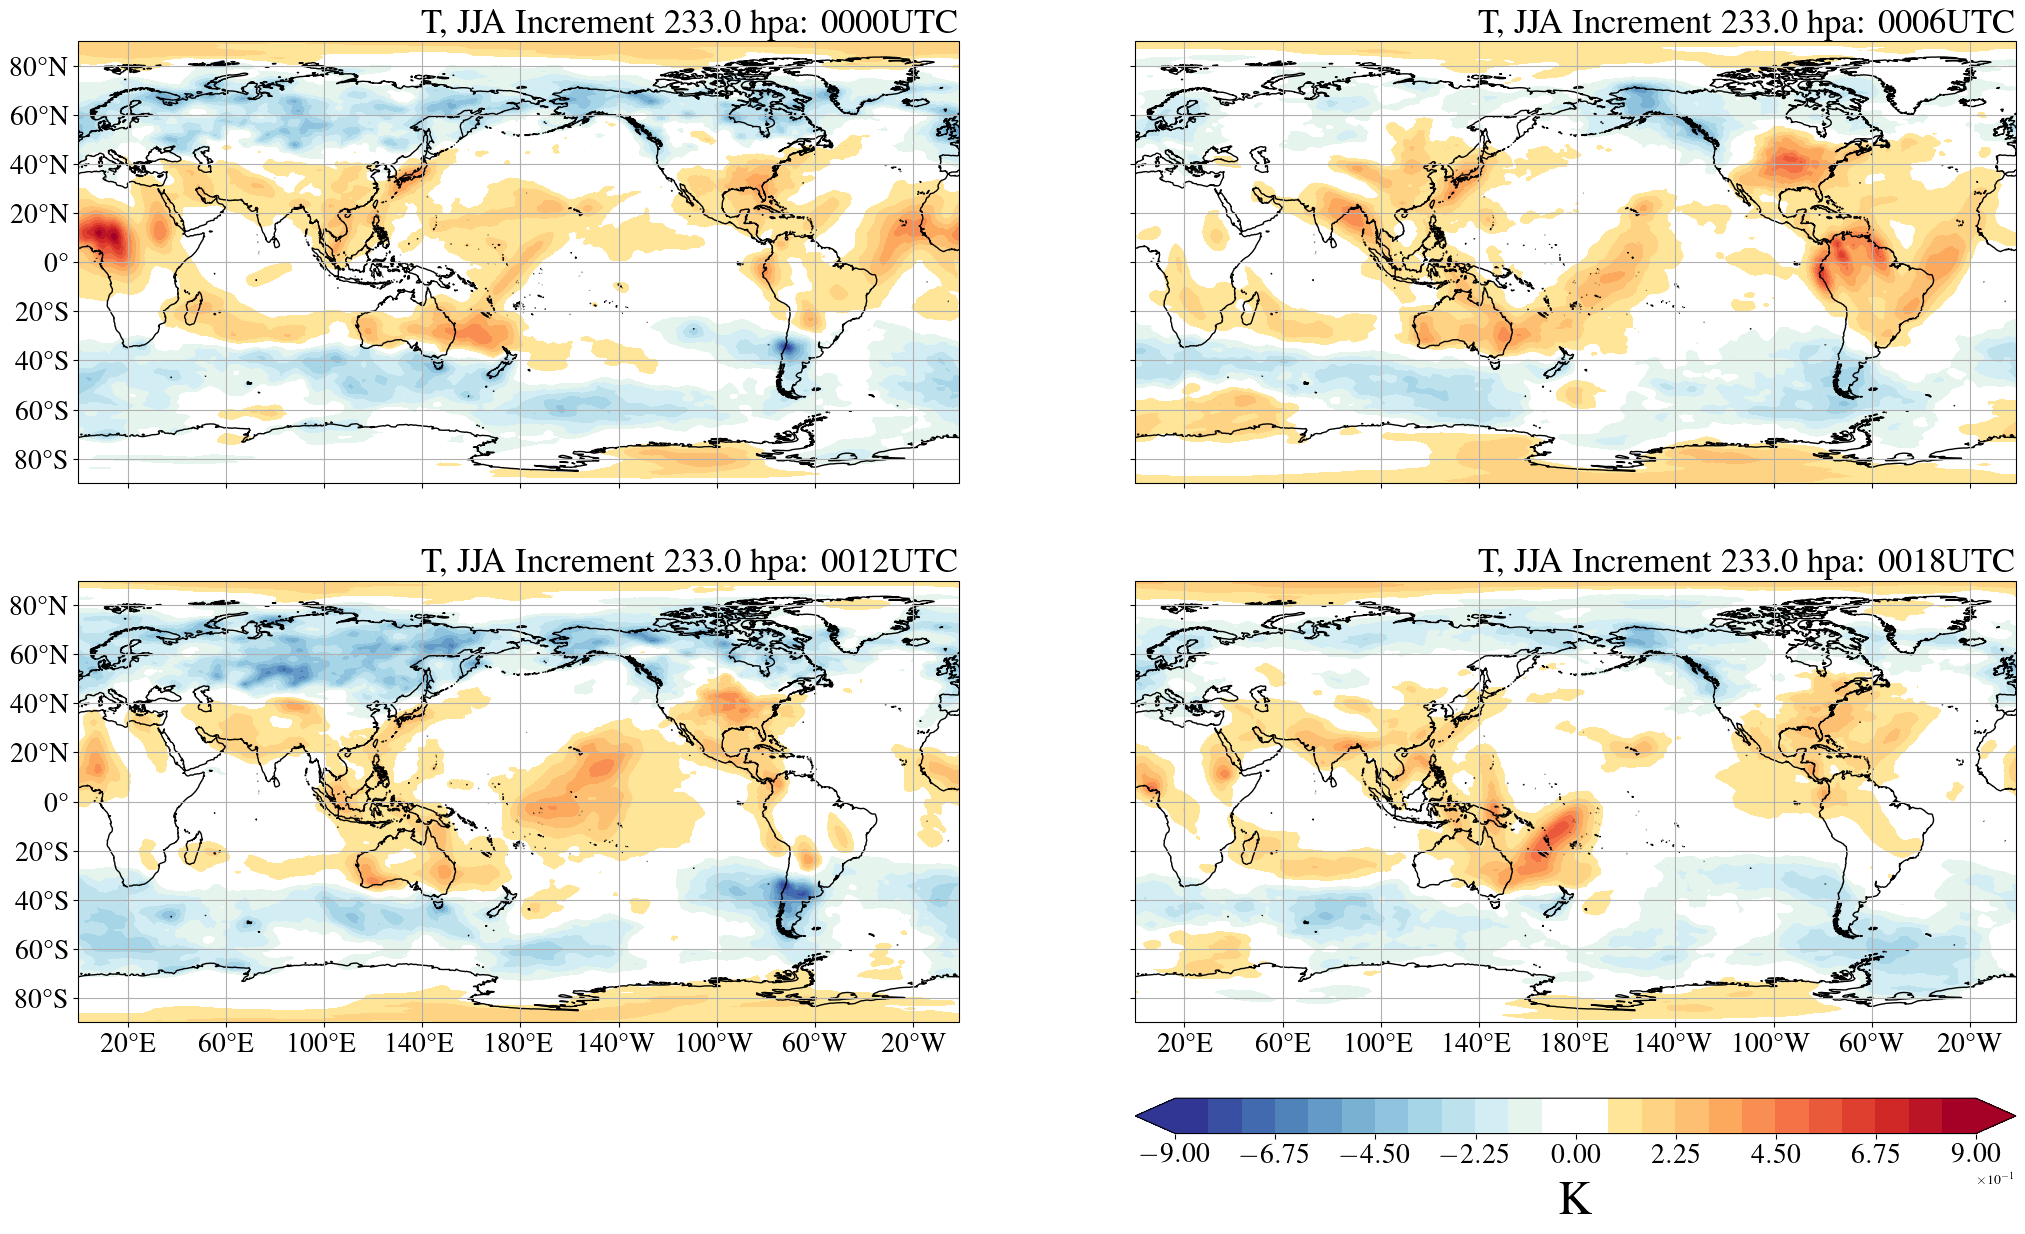 T, JJA Increment 233.0 hpa: 0000UTC
T, JJA Increment 233.0 hpa: 0006UTC
80°N
60°N
40°N
20°N
0°
20°S
40°S
60°S
80°S
T, JJA Increment 233.0 hpa: 0012UTC
T, JJA Increment 233.0 hpa: 0018UTC
80°N
60°N
40°N
20°N
0°
20°S
40°S
60°S
80°S
20°E 60°E 100°E 140°E 180°E 140°W 100°W 60°W 20°W
20°E 60°E 100°E 140°E 180°E 140°W 100°W 60°W 20°W
−9.00 −6.75 −4.50 −2.25 0.00 2.25 4.50 6.75 9.00
×10⁻¹
K